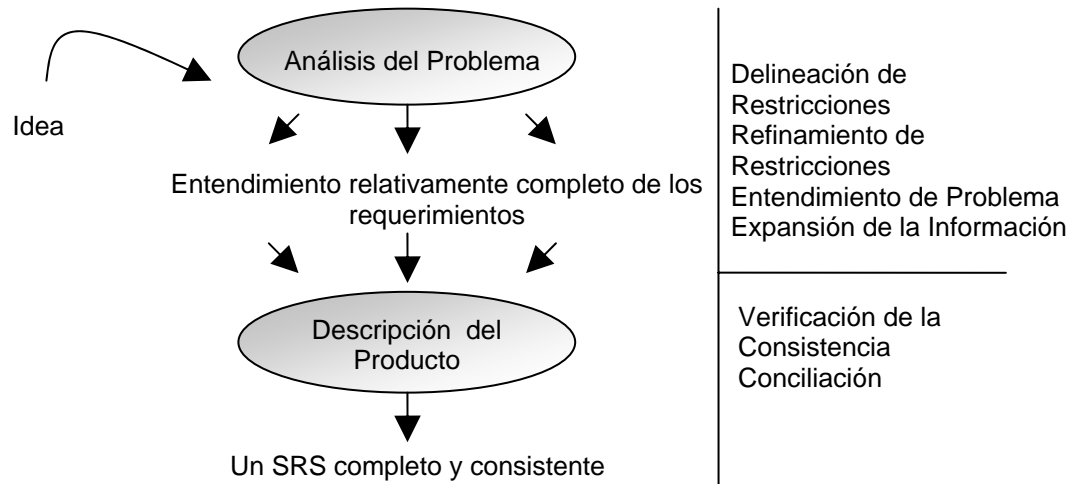 Análisis del Problema
Idea
Entendimiento relativamente completo de los
requerimientos
Descripción del
Producto
Un SRS completo y consistente
Delineación de
Restricciones
Refinamiento de
Restricciones
Entendimiento de Problema
Expansión de la Información
Verificación de la
Consistencia
Conciliación